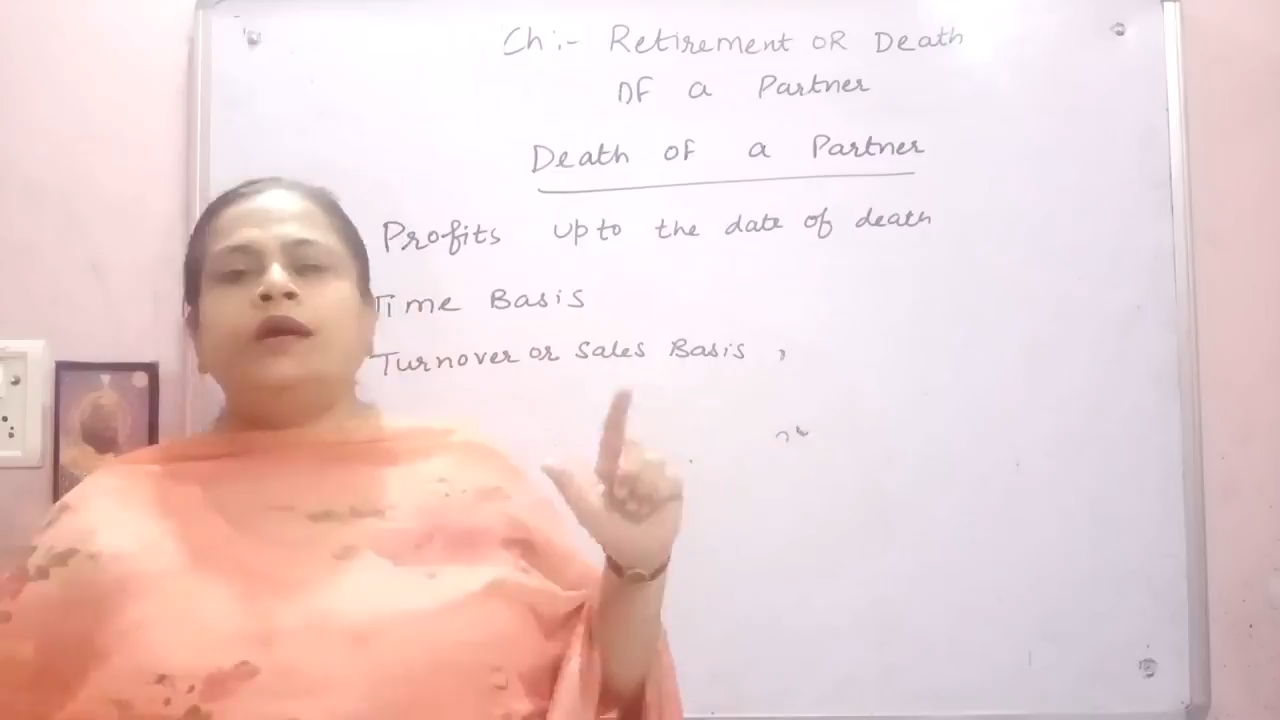 Ch:- Retirement OR Death
OF a Partner
Death of a Partner
Profits upto the date of death
Time Basis
Turnover or Sales Basis ,